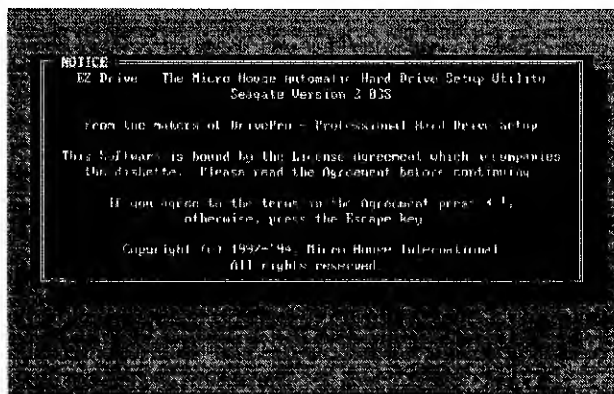 NOTICE
EZ Drive The Micro House Automatic Hard Drive Setup Utility
Seagate Version 2.03S
From the makers of DrivePro - Professional Hard Drive Setup
This Software is bound by the License Agreement which accompanies
the diskette. Please read the Agreement before continuing
If you agree to the terms in the Agreement press
otherwise, press the Escape key
Copyright (c) 1992-'94, Micro House International
All rights reserved.